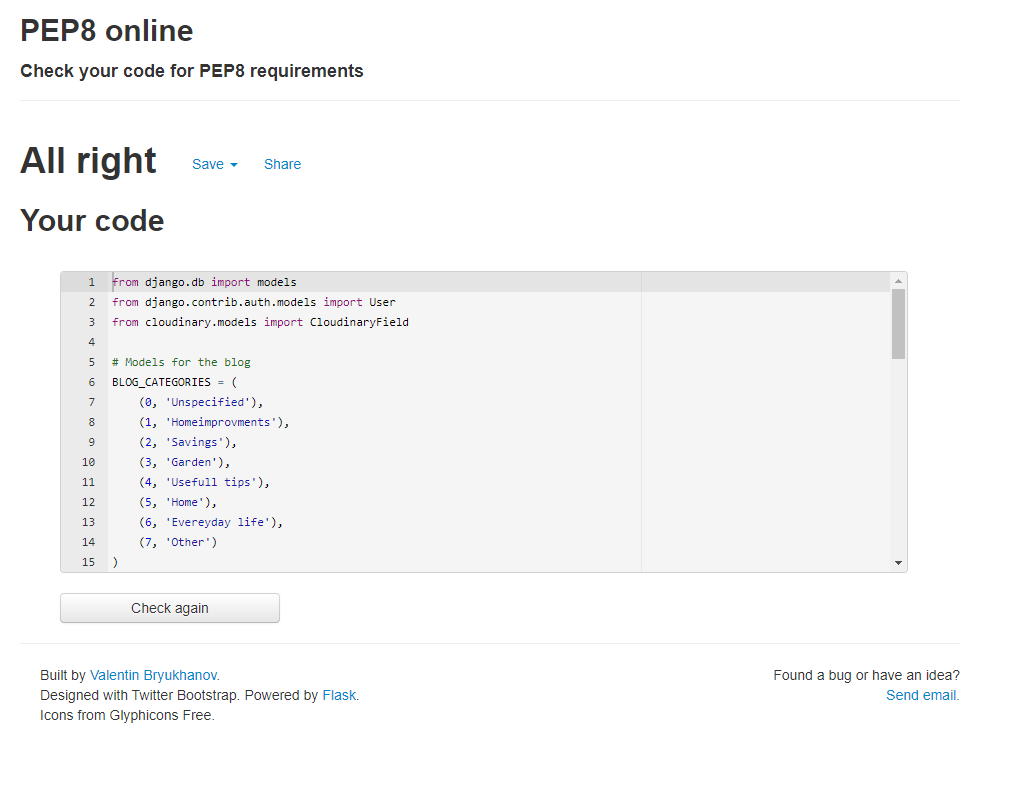 PEP8 online
Check your code for PEP8 requirements
All right Save Share
Your code
1 from django.db import models
2 from django.contrib.auth.models import User
3 from cloudinary.models import CloudinaryField
4
5 # Models for the blog
6 BLOG_CATEGORIES = (
7 (0, 'Unspecified'),
8 (1, 'Homeimprovments'),
9 (2, 'Savings'),
10 (3, 'Garden'),
11 (4, 'Usefull tips'),
12 (5, 'Home'),
13 (6, 'Evereyday life'),
14 (7, 'Other')
15 )
Check again
Built by Valentin Bryukhanov.
Designed with Twitter Bootstrap. Powered by Flask.
Icons from Glyphicons Free.
Found a bug or have an idea?
Send email.